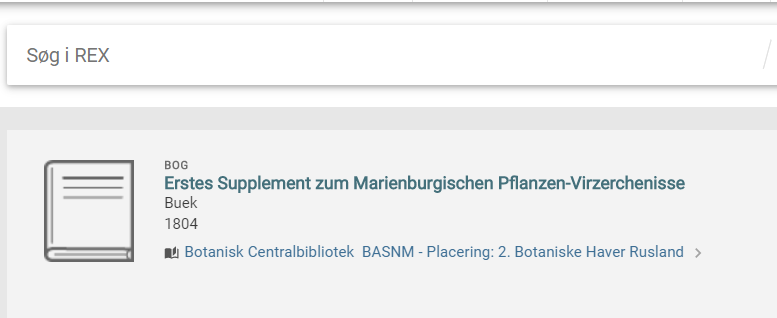 Søg i REX
BOG
Erstes Supplement zum Marienburgischen Pflanzen-Virzerchenisse
Buek
1804
Botanisk Centralbibliotek BASNM - Placering: 2. Botaniske Haver Rusland